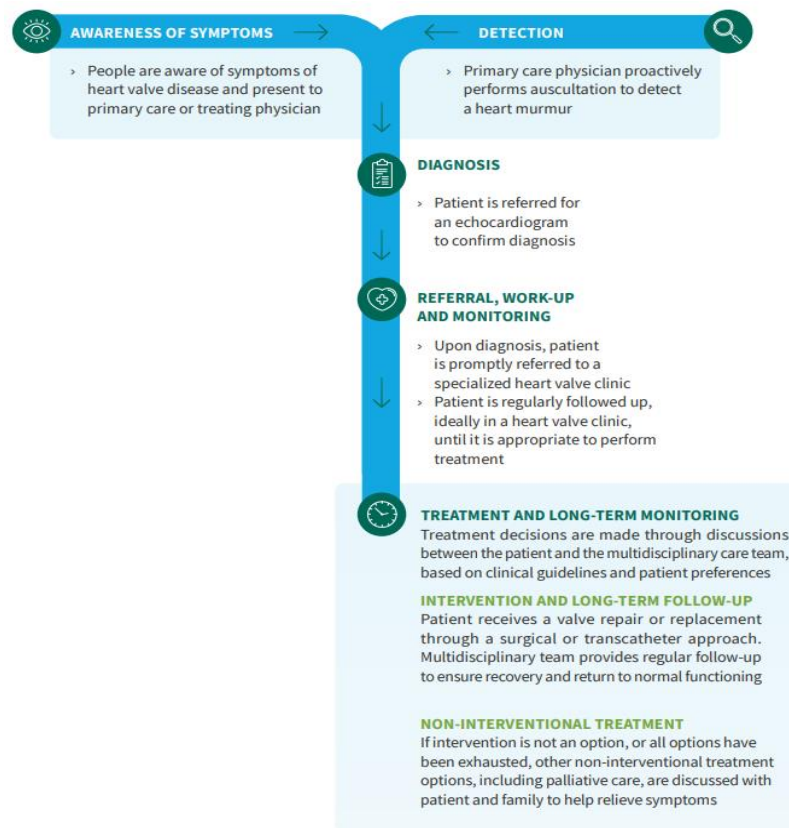 AWARENESS OF SYMPTOMS
› People are aware of symptoms of
heart valve disease and present to
primary care or treating physician
DETECTION
› Primary care physician proactively
performs auscultation to detect
a heart murmur
DIAGNOSIS
› Patient is referred for
an echocardiogram
to confirm diagnosis
REFERRAL, WORK-UP
AND MONITORING
› Upon diagnosis, patient
is promptly referred to a
specialized heart valve clinic
› Patient is regularly followed up,
ideally in a heart valve clinic,
until it is appropriate to perform
treatment
TREATMENT AND LONG-TERM MONITORING
Treatment decisions are made through discussions
between the patient and the multidisciplinary care team,
based on clinical guidelines and patient preferences
INTERVENTION AND LONG-TERM FOLLOW-UP
Patient receives a valve repair or replacement
through a surgical or transcatheter approach.
Multidisciplinary team provides regular follow-up
to ensure recovery and return to normal functioning
NON-INTERVENTIONAL TREATMENT
If intervention is not an option, or all options have
been exhausted, other non-interventional treatment
options, including palliative care, are discussed with
patient and family to help relieve symptoms